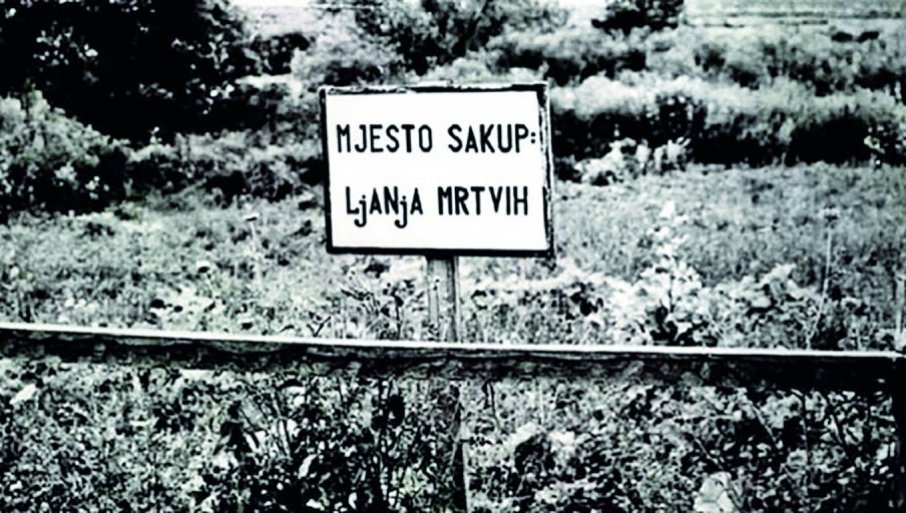 MJESTO SAKUP:
LjANjA MRTVIH